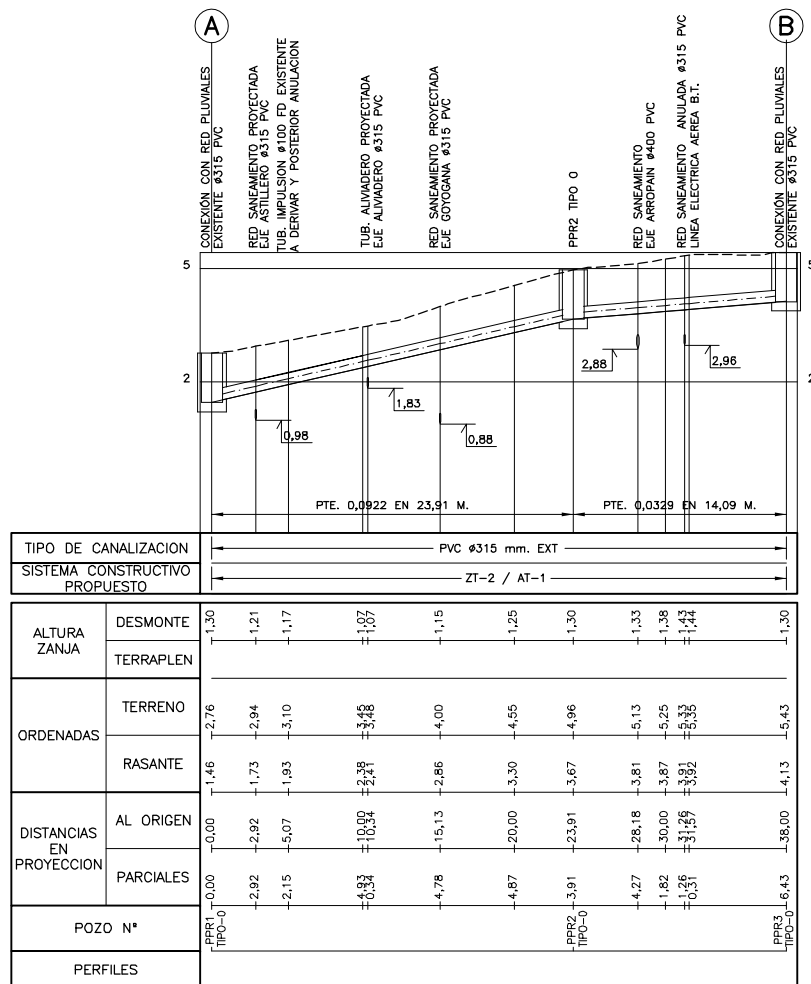 A
B
CONEXIÓN CON RED PLUVIALES
EXISTENTE ø315 PVC
RED SANEAMIENTO PROYECTADA
EJE ASTILLERO ø315 PVC
TUB. IMPULSION ø100 FD EXISTENTE
A DERIVAR Y POSTERIOR ANULACION
TUB. ALIVIADERO PROYECTADA
EJE ALIVIADERO ø315 PVC
RED SANEAMIENTO PROYECTADA
EJE GOYOGANA ø315 PVC
PPR2 TIPO 0
RED SANEAMIENTO
EJE ARROPAIN ø400 PVC
RED SANEAMIENTO ANULADA ø315 PVC
LINEA ELECTRICA AEREA B.T.
CONEXIÓN CON RED PLUVIALES
EXISTENTE ø315 PVC
5
5
2
2
0,98
1,83
0,88
2,88
2,96
PTE. 0,0922 EN 23,91 M.
PTE. 0,0329 EN 14,09 M.
TIPO DE CANALIZACION
PVC ø315 mm. EXT
SISTEMA CONSTRUCTIVO
PROPUESTO
ZT-2 / AT-1
ALTURA
ZANJA
DESMONTE
1,30 1,21 1,17 1,07 1,07 1,15 1,25 1,30 1,33 1,38 1,43 1,44 1,30
TERRAPLEN
ORDENADAS
TERRENO
2,76 2,94 3,10 3,45 3,48 4,00 4,55 4,96 5,13 5,25 5,33 5,35 5,43
RASANTE
1,46 1,73 1,93 2,38 2,41 2,86 3,30 3,67 3,81 3,87 3,91 3,92 4,13
DISTANCIAS
EN
PROYECCION
AL ORIGEN
0,00 2,92 5,07 10,00 10,34 15,13 20,00 23,91 28,18 30,00 31,26 31,57 38,00
PARCIALES
0,00 2,92 2,15 4,93 0,34 4,78 4,87 3,91 4,27 1,82 1,26 0,31 6,43
POZO Nº
PPR1
TIPO-0
PPR2
TIPO-0
PPR3
TIPO-0
PERFILES